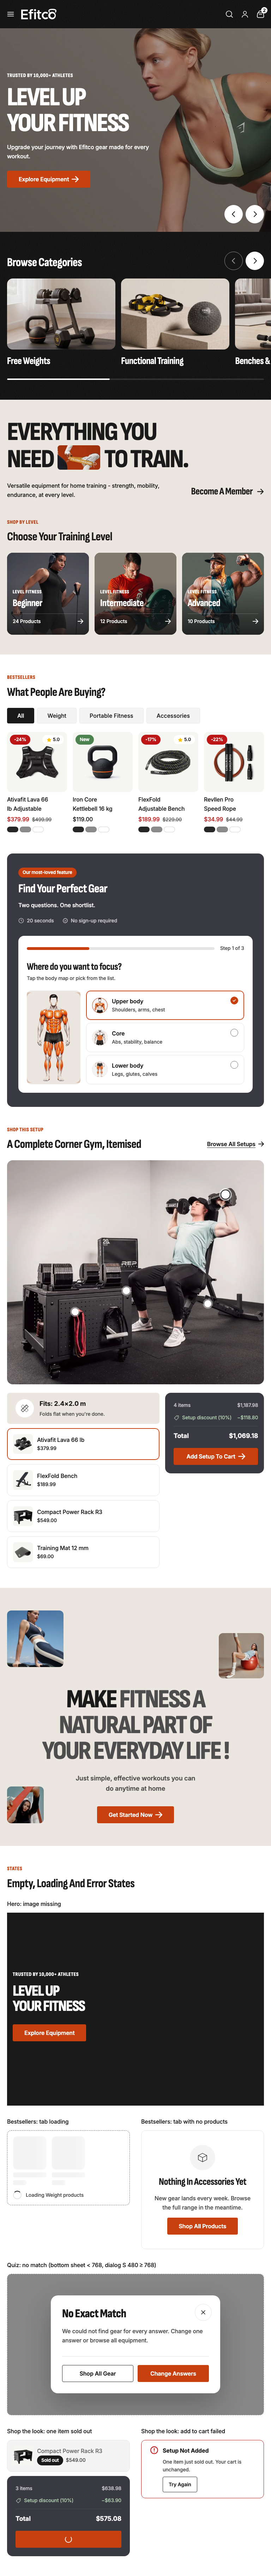 Efitco
2
TRUSTED BY 10,000+ ATHLETES
LEVEL UP
YOUR FITNESS
Upgrade your journey with Efitco gear made for every
workout.
Explore Equipment
Browse Categories
Free Weights
Functional Training
Benches &
EVERYTHING YOU
NEED TO TRAIN.
Versatile equipment for home training - strength, mobility,
endurance, at every level.
Become A Member
SHOP BY LEVEL
Choose Your Training Level
LEVEL FITNESS
Beginner
24 Products
LEVEL FITNESS
Intermediate
12 Products
LEVEL FITNESS
Advanced
10 Products
BESTSELLERS
What People Are Buying?
All
Weight
Portable Fitness
Accessories
-24%
5.0
Ativafit Lava 66
lb Adjustable
$379.99 $499.99
New
Iron Core
Kettlebell 16 kg
$119.00
-17%
5.0
FlexFold
Adjustable Bench
$189.99 $229.00
-22%
Revllen Pro
Speed Rope
$34.99 $44.99
Our most-loved feature
Find Your Perfect Gear
Two questions. One shortlist.
20 seconds
No sign-up required
Step 1 of 3
Where do you want to focus?
Tap the body map or pick from the list.
Upper body
Shoulders, arms, chest
Core
Abs, stability, balance
Lower body
Legs, glutes, calves
SHOP THIS SETUP
A Complete Corner Gym, Itemised
Browse All Setups
REP
Fits: 2.4×2.0 m
Folds flat when you're done.
Ativafit Lava 66 lb
$379.99
FlexFold Bench
$189.99
Compact Power Rack R3
$549.00
Training Mat 12 mm
$69.00
4 items
$1,187.98
Setup discount (10%)
−$118.80
Total
$1,069.18
Add Setup To Cart
MAKE FITNESS A
NATURAL PART OF
YOUR EVERYDAY LIFE !
Just simple, effective workouts you can
do anytime at home
Get Started Now
STATES
Empty, Loading And Error States
Hero: image missing
TRUSTED BY 10,000+ ATHLETES
LEVEL UP
YOUR FITNESS
Explore Equipment
Bestsellers: tab loading
Loading Weight products
Bestsellers: tab with no products
Nothing In Accessories Yet
New gear lands every week. Browse
the full range in the meantime.
Shop All Products
Quiz: no match (bottom sheet < 768, dialog S 480 ≥ 768)
No Exact Match
We could not find gear for every answer. Change one
answer or browse all equipment.
Shop All Gear
Change Answers
Shop the look: one item sold out
Compact Power Rack R3
Sold out
$549.00
3 items
$638.98
Setup discount (10%)
−$63.90
Total
$575.08
Shop the look: add to cart failed
Setup Not Added
One item just sold out. Your cart is
unchanged.
Try Again